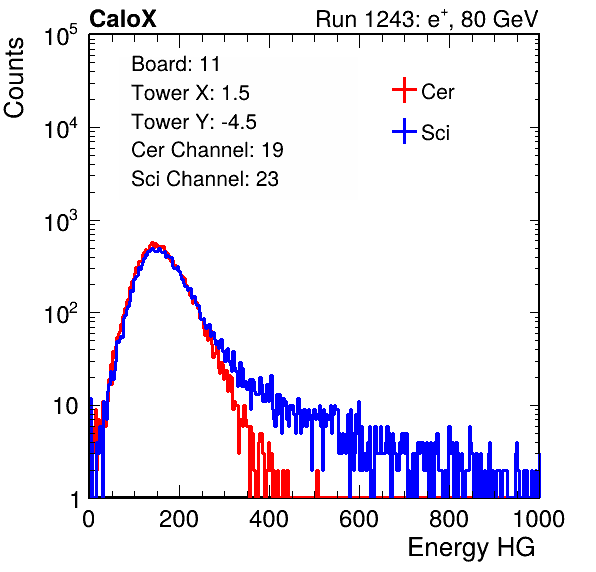 CaloX Run 1243: e⁺, 80 GeV
Counts
10⁵
10⁴
10³
10²
10
1
Board: 11
Tower X: 1.5
Tower Y: -4.5
Cer Channel: 19
Sci Channel: 23
Cer
Sci
0 200 400 600 800 1000
Energy HG